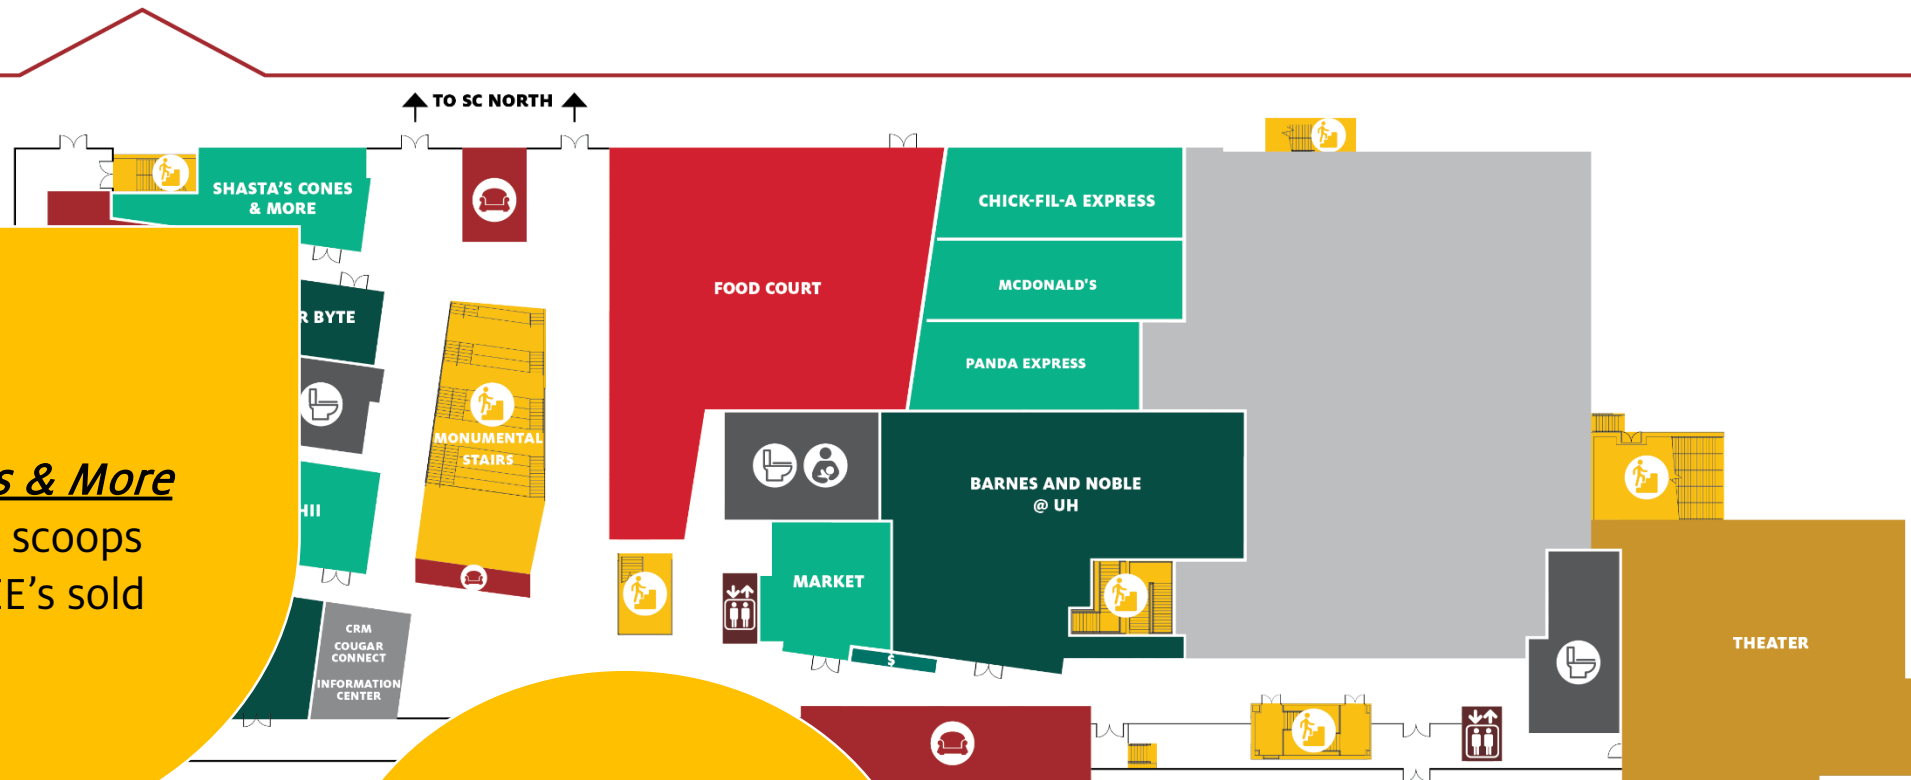 TO SC NORTH
SHASTA'S CONES
& MORE
CHICK-FIL-A EXPRESS
FOOD COURT
MCDONALD'S
R BYTE
PANDA EXPRESS
MONUMENTAL
STAIRS
s & More
scoops
EE's sold
HII
BARNES AND NOBLE
@ UH
MARKET
$
CRM
COUGAR
CONNECT
INFORMATION
CENTER
THEATER